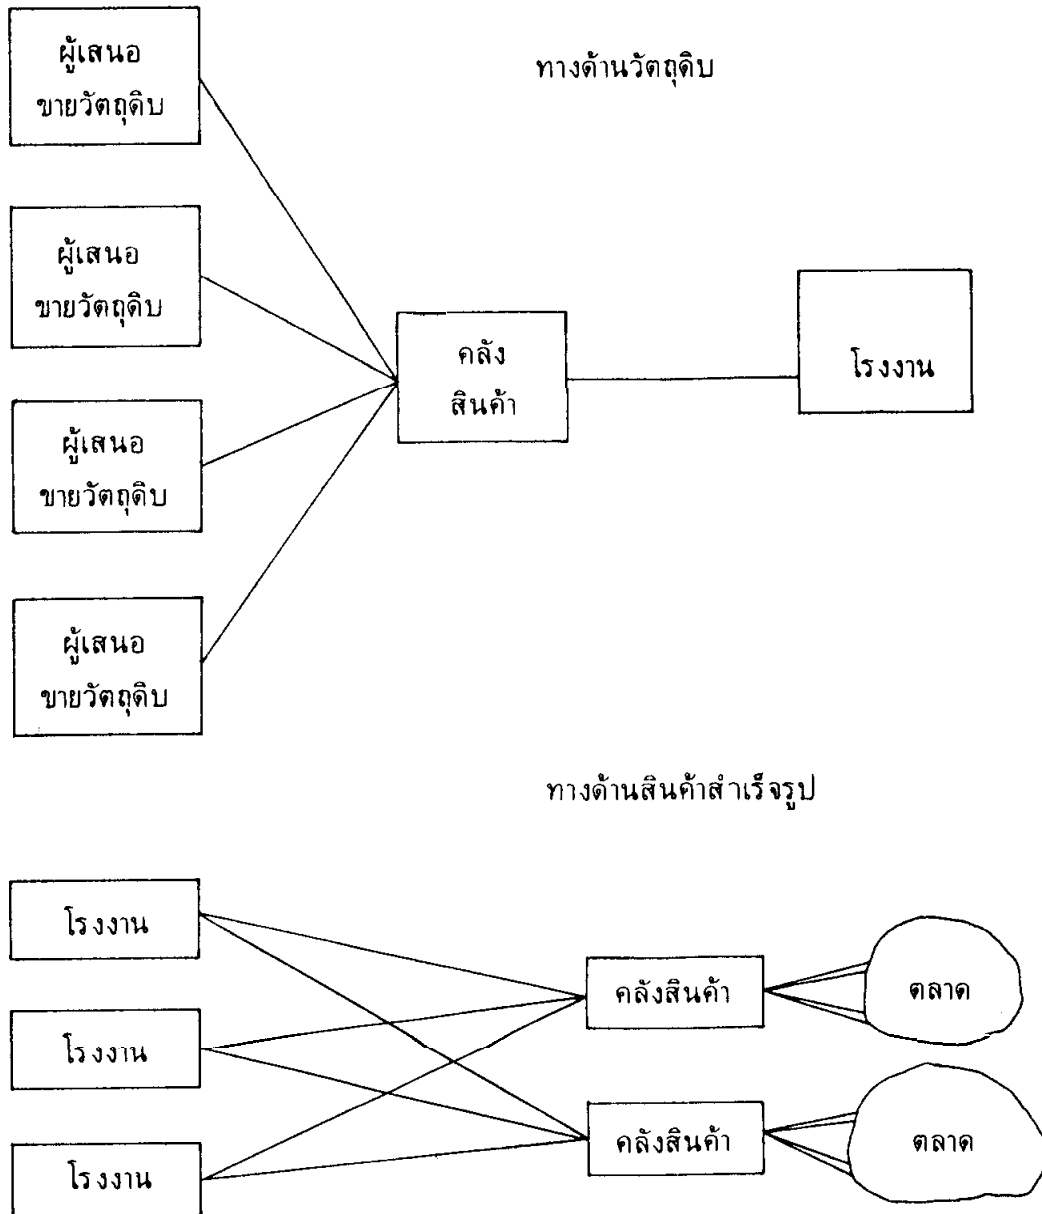 ทางด้านวัตถุดิบ
ผู้เสนอ
ขายวัตถุดิบ
ผู้เสนอ
ขายวัตถุดิบ
ผู้เสนอ
ขายวัตถุดิบ
ผู้เสนอ
ขายวัตถุดิบ
คลัง
สินค้า
โรงงาน
ทางด้านสินค้าสำเร็จรูป
โรงงาน
โรงงาน
โรงงาน
คลังสินค้า
คลังสินค้า
ตลาด
ตลาด